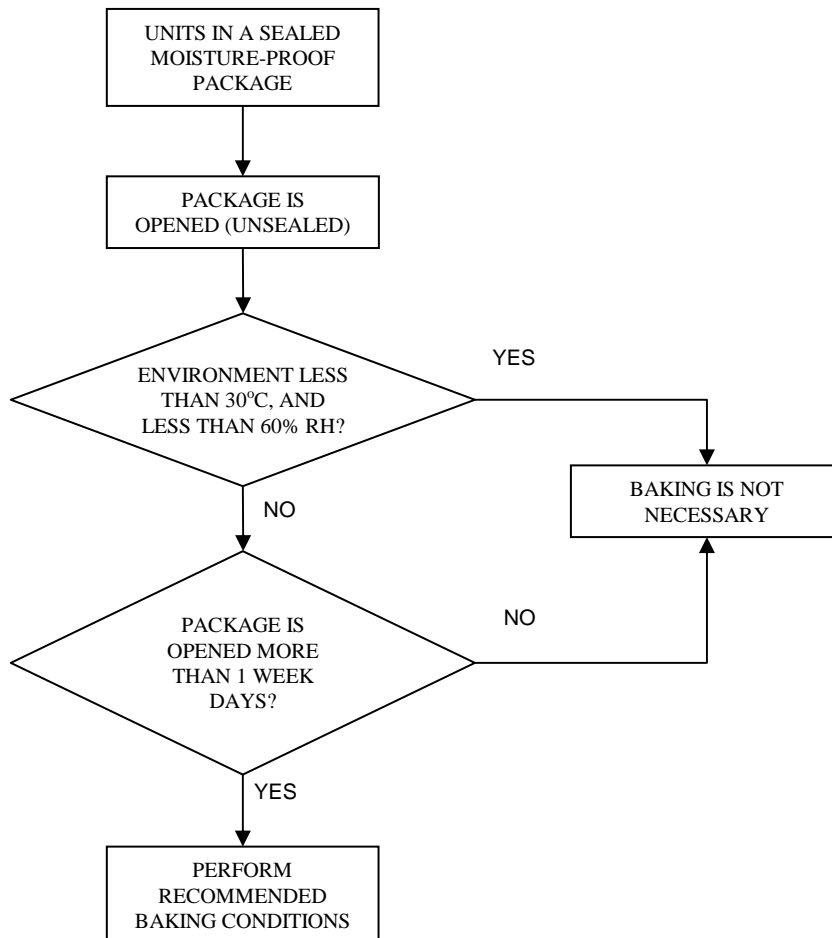 UNITS IN A SEALED
MOISTURE-PROOF
PACKAGE
PACKAGE IS
OPENED (UNSEALED)
YES
ENVIRONMENT LESS
THAN 30°C, AND
LESS THAN 60% RH?
BAKING IS NOT
NECESSARY
NO
PACKAGE IS
OPENED MORE
THAN 1 WEEK
DAYS?
NO
YES
PERFORM
RECOMMENDED
BAKING CONDITIONS